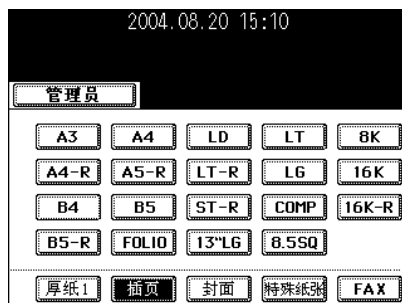 2004.08.20 15:10
管理员
A3 A4 LD LT 8K
A4-R A5-R LT-R LG 16K
B4 B5 ST-R COMP 16K-R
B5-R FOLIO 13"LG 8.5SQ
厚纸1 插页 封面 特殊纸张 FAX